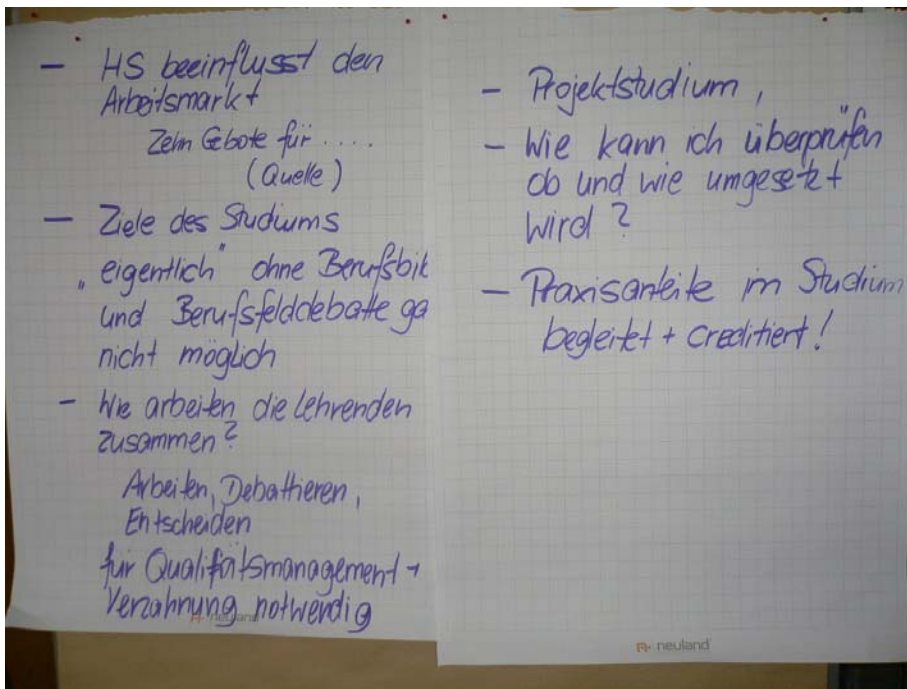 – HS beeinflusst den
Arbeitsmarkt
Zehn Gebote für ....
(Quelle)
– Ziele des Studiums
„eigentlich" ohne Berufsbil
und Berufsfelddebatte ga
nicht möglich
– Wie arbeiten die Lehrenden
zusammen?
Arbeiten, Debattieren,
Entscheiden
für Qualitätsmanagement +
Verzahnung notwendig
neuland
– Projektstudium,
– Wie kann ich überprüfen
ob und wie umgesetzt
wird?
– Praxisanteile im Studium
begleitet + creditiert!
neuland